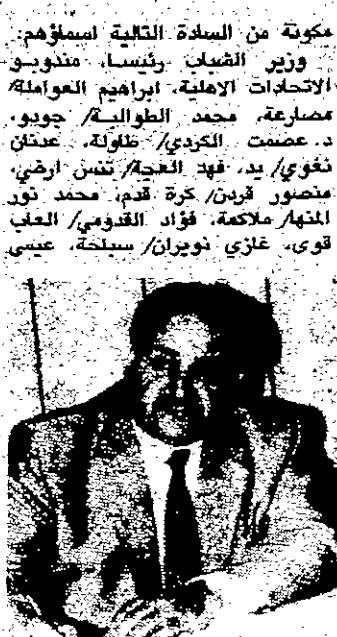 مكونة من السادة التالية اسماؤهم:
وزير الشباب رئيسا، مندوبو
الاتحادات الاهلية، ابراهيم العواملة/
مصارعة، محمد الطوالبة/ جودو،
د. عصمت الكردي/ طاولة، عدنان
نغوي/ يد، فهد العجة/ تنس ارضي،
منصور قردن/ كرة قدم، محمد نور
المنها/ ملاكمة، فؤاد القدومي/ العاب
قوى، غازي نويران/ سباحة، عيسى